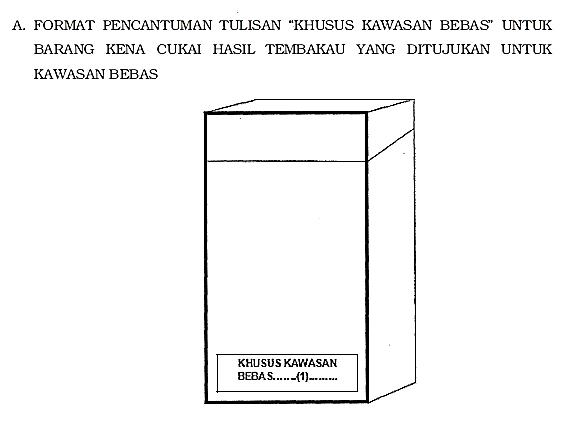 A. FORMAT PENCANTUMAN TULISAN “KHUSUS KAWASAN BEBAS” UNTUK
BARANG KENA CUKAI HASIL TEMBAKAU YANG DITUJUKAN UNTUK
KAWASAN BEBAS
KHUSUS KAWASAN
BEBAS.......(1).........